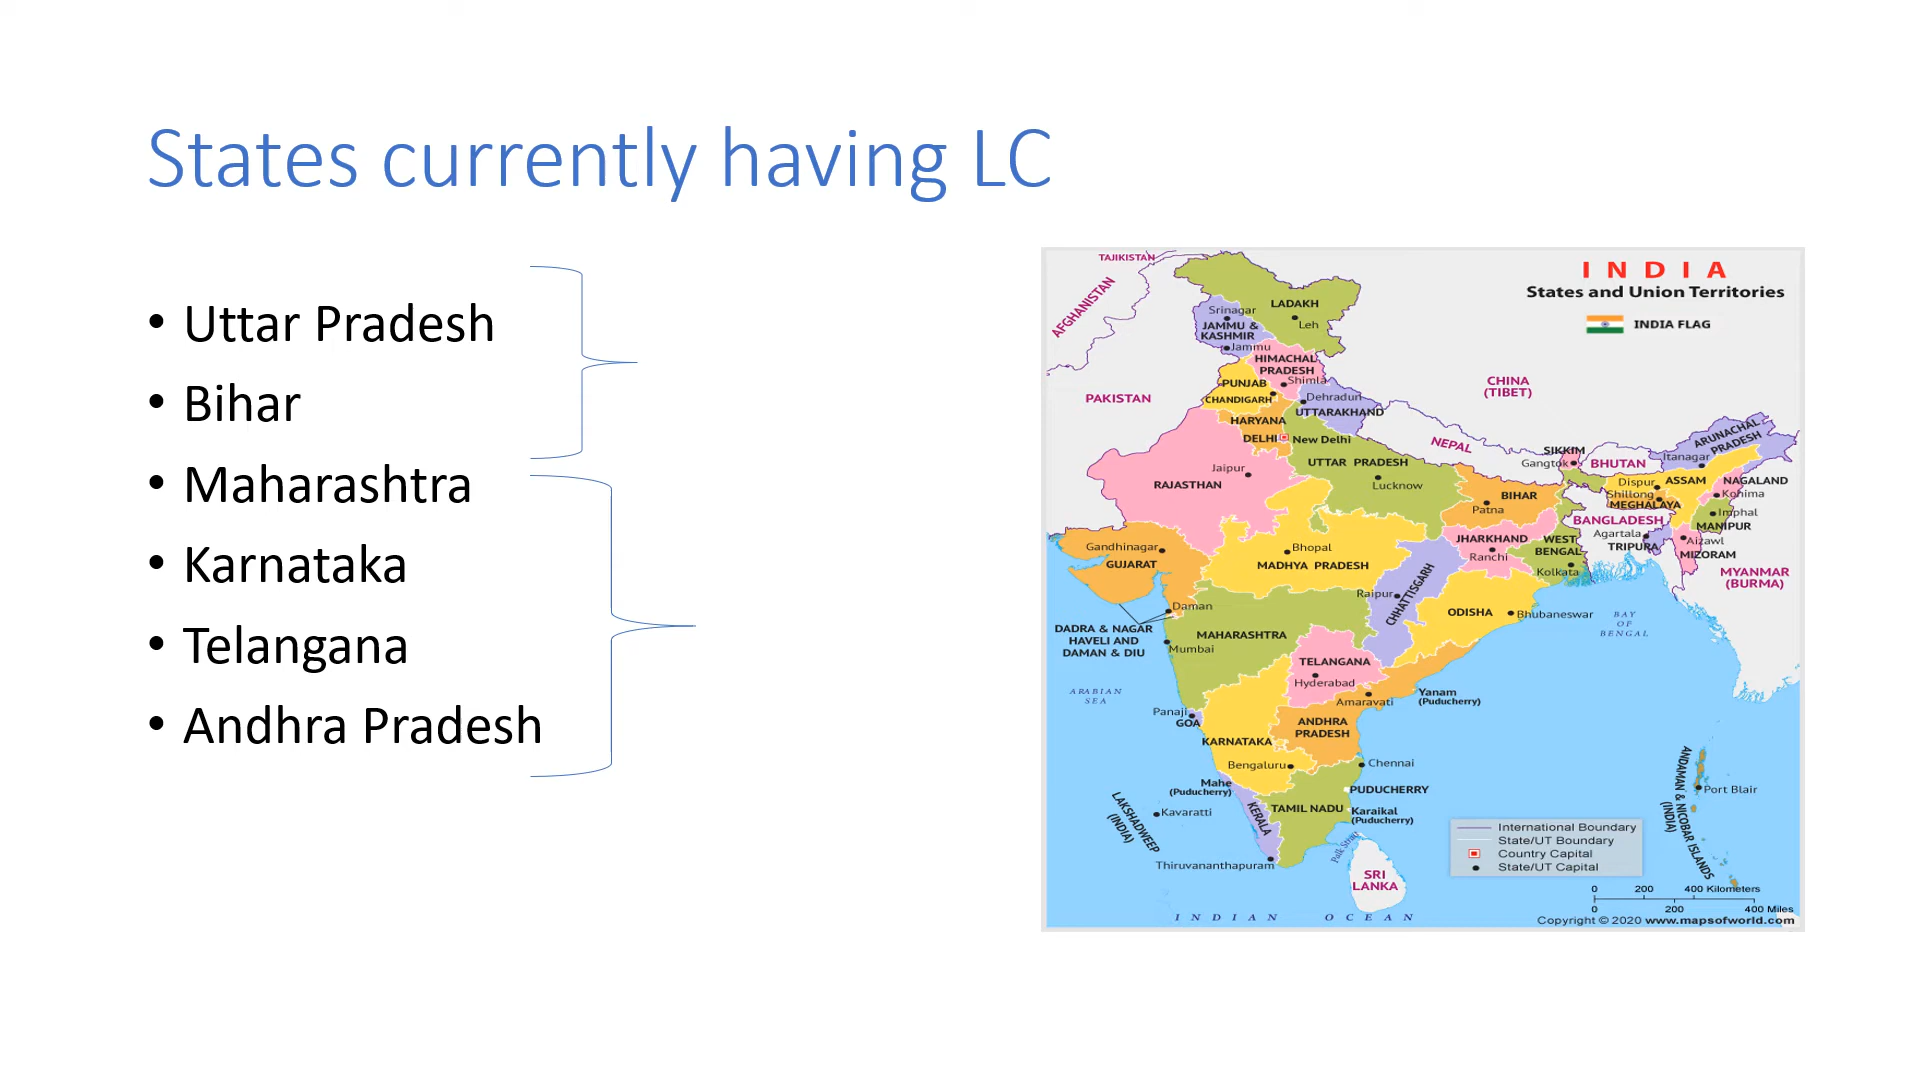 States currently having LC
• Uttar Pradesh
• Bihar
• Maharashtra
• Karnataka
• Telangana
• Andhra Pradesh
INDIA
States and Union Territories
INDIA FLAG
TAJIKISTAN
AFGHANISTAN
PAKISTAN
CHINA
(TIBET)
NEPAL
BHUTAN
BANGLADESH
MYANMAR
(BURMA)
SRI
LANKA
LADAKH
Leh
Srinagar
JAMMU &
KASHMIR
Jammu
HIMACHAL
PRADESH
Shimla
PUNJAB
CHANDIGARH
Dehradun
UTTARAKHAND
HARYANA
DELHI
New Delhi
UTTAR PRADESH
Lucknow
Jaipur
RAJASTHAN
BIHAR
Patna
SIKKIM
Gangtok
ARUNACHAL
PRADESH
Itanagar
Dispur
ASSAM
NAGALAND
Kohima
Shillong
MEGHALAYA
Imphal
MANIPUR
Agartala
TRIPURA
Aizawl
MIZORAM
Gandhinagar
GUJARAT
Bhopal
MADHYA PRADESH
JHARKHAND
Ranchi
WEST
BENGAL
Kolkata
Raipur
CHHATTISGARH
ODISHA
Bhubaneswar
BAY
OF
BENGAL
Daman
DADRA & NAGAR
HAVELI AND
DAMAN & DIU
MAHARASHTRA
Mumbai
TELANGANA
Hyderabad
Amaravati
Yanam
(Puducherry)
ARABIAN
SEA
Panaji
GOA
ANDHRA
PRADESH
KARNATAKA
Bengaluru
Chennai
Mahe
(Puducherry)
PUDUCHERRY
TAMIL NADU
Karaikal
(Puducherry)
KERALA
LAKSHADWEEP
(INDIA)
Kavaratti
Thiruvananthapuram
Palk Strait
ANDAMAN & NICOBAR ISLANDS
(INDIA)
Port Blair
INDIAN OCEAN
International Boundary
State/UT Boundary
Country Capital
State/UT Capital
0 200 400 Kilometers
0 200 400 Miles
Copyright © 2020 www.mapsofworld.com